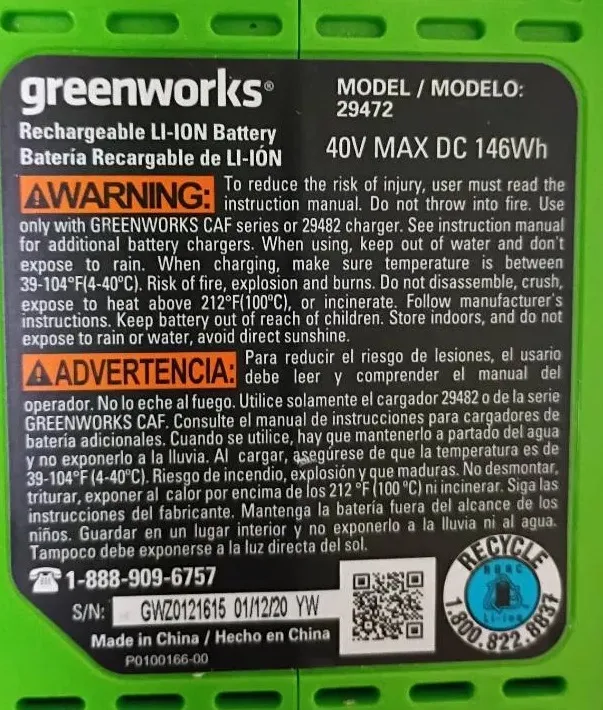 greenworks®
MODEL / MODELO:
29472
Rechargeable LI-ION Battery
Batería Recargable de LI-IÓN
40V MAX DC 146Wh
WARNING: To reduce the risk of injury, user must read the
instruction manual. Do not throw into fire. Use
only with GREENWORKS CAF series or 29482 charger. See instruction manual
for additional battery chargers. When using, keep out of water and don't
expose to rain. When charging, make sure temperature is between
39-104°F(4-40°C). Risk of fire, explosion and burns. Do not disassemble, crush,
expose to heat above 212°F(100°C), or incinerate. Follow manufacturer's
instructions. Keep battery out of reach of children. Store indoors, and do not
expose to rain or water, avoid direct sunshine.
ADVERTENCIA: Para reducir el riesgo de lesiones, el usario
debe leer y comprender el manual del
operador. No lo eche al fuego. Utilice solamente el cargador 29482 o de la serie
GREENWORKS CAF. Consulte el manual de instrucciones para cargadores de
batería adicionales. Cuando se utilice, hay que mantenerlo a partado del agua
y no exponerlo a la lluvia. Al cargar, asegúrese de que la temperatura es de
39-104°F (4-40°C). Riesgo de incendio, explosión y que maduras. No desmontar,
triturar, exponer al calor por encima de los 212 °F (100 °C) ni incinerar. Siga las
instrucciones del fabricante. Mantenga la batería fuera del alcance de los
niños. Guardar en un lugar interior y no exponerlo a la lluvia ni al agua.
Tampoco debe exponerse a la luz directa del sol.
1-888-909-6757
S/N: GWZ0121615 01/12/20 YW
Made in China / Hecho en China
P0100166-00
RECYCLE
RBRC
Li-Ion
1.800.822.8837